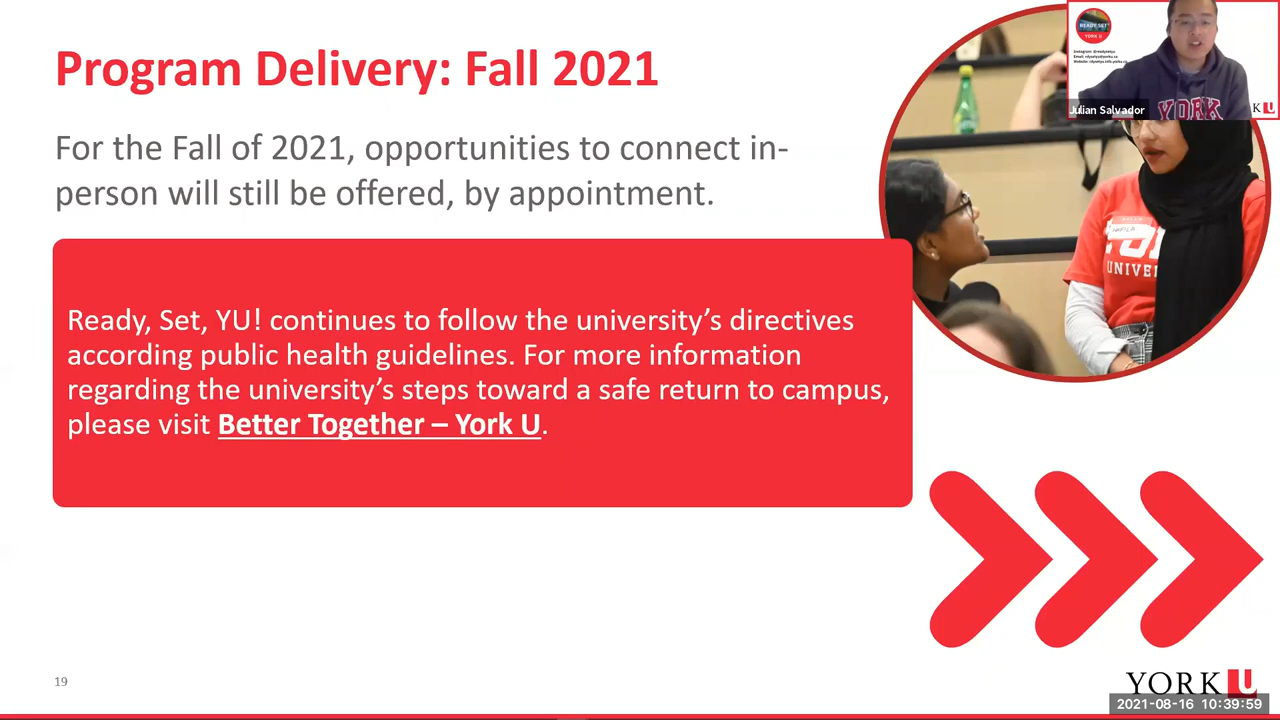 Program Delivery: Fall 2021
For the Fall of 2021, opportunities to connect in-
person will still be offered, by appointment.
Ready, Set, YU! continues to follow the university’s directives
according public health guidelines. For more information
regarding the university’s steps toward a safe return to campus,
please visit Better Together – York U.
READY, SET
YORK U
Julian Salvador
YORK
UNIVE
19
YORK U
2021-08-16 10:39:59